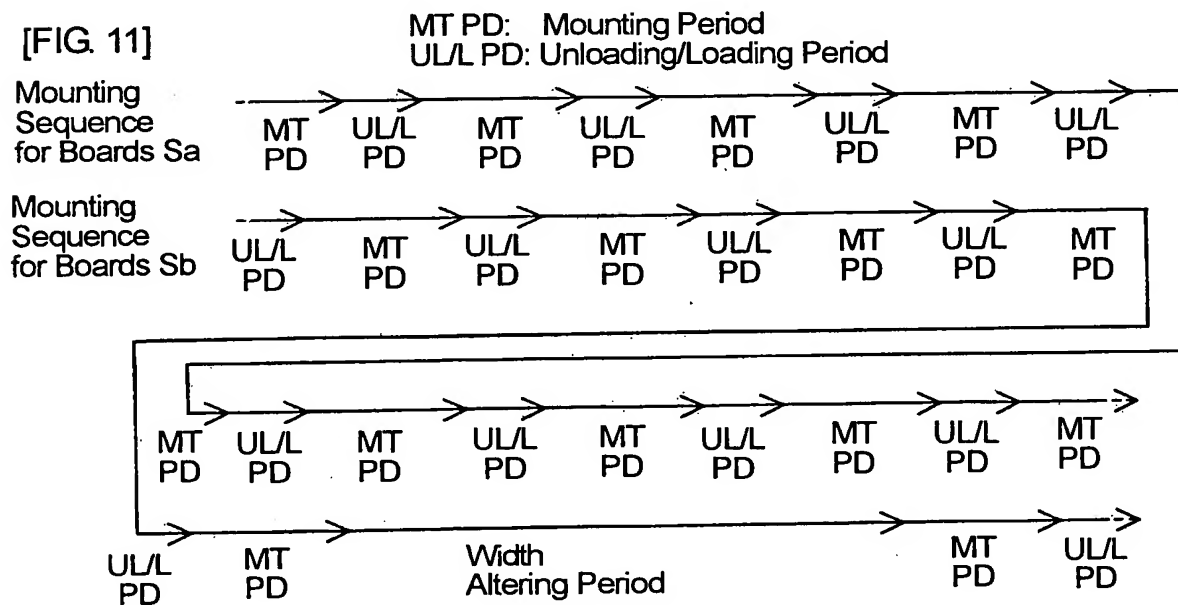 [FIG. 11]
MT PD: Mounting Period
UL/L PD: Unloading/Loading Period
Mounting
Sequence
for Boards Sa
MT PD
UL/L PD
MT PD
UL/L PD
MT PD
UL/L PD
MT PD
UL/L PD
Mounting
Sequence
for Boards Sb
UL/L PD
MT PD
UL/L PD
MT PD
UL/L PD
MT PD
UL/L PD
MT PD
MT PD
UL/L PD
MT PD
UL/L PD
MT PD
UL/L PD
MT PD
UL/L PD
MT PD
UL/L PD
MT PD
Width
Altering Period
MT PD
UL/L PD